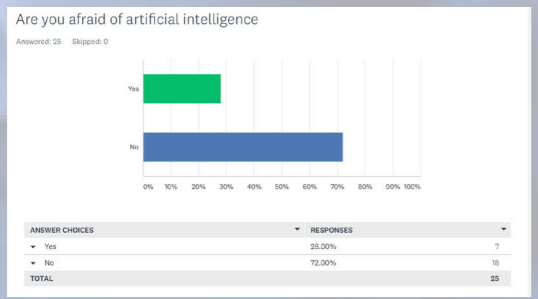 Are you afraid of artificial intelligence
Answered: 25 Skipped: 0
Yes
No
0% 10% 20% 30% 40% 50% 60% 70% 80% 90% 100%
ANSWER CHOICES RESPONSES
Yes 28.00% 7
No 72.00% 18
TOTAL 25